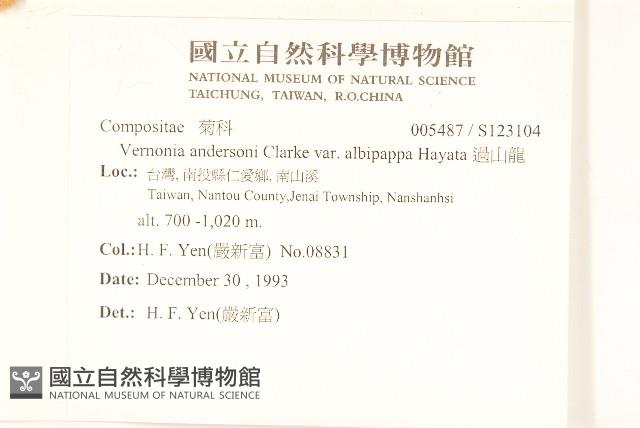 國立自然科學博物館
NATIONAL MUSEUM OF NATURAL SCIENCE
TAICHUNG, TAIWAN, R.O.CHINA
Compositae 菊科 005487 / S123104
Vernonia andersoni Clarke var. albipappa Hayata 過山龍
Loc.: 台灣, 南投縣仁愛鄉, 南山溪
Taiwan, Nantou County,Jenai Township, Nanshanhsi
alt. 700 -1,020 m.
Col.: H. F. Yen(嚴新富) No.08831
Date: December 30 , 1993
Det.: H. F. Yen(嚴新富)
國立自然科學博物館
NATIONAL MUSEUM OF NATURAL SCIENCE